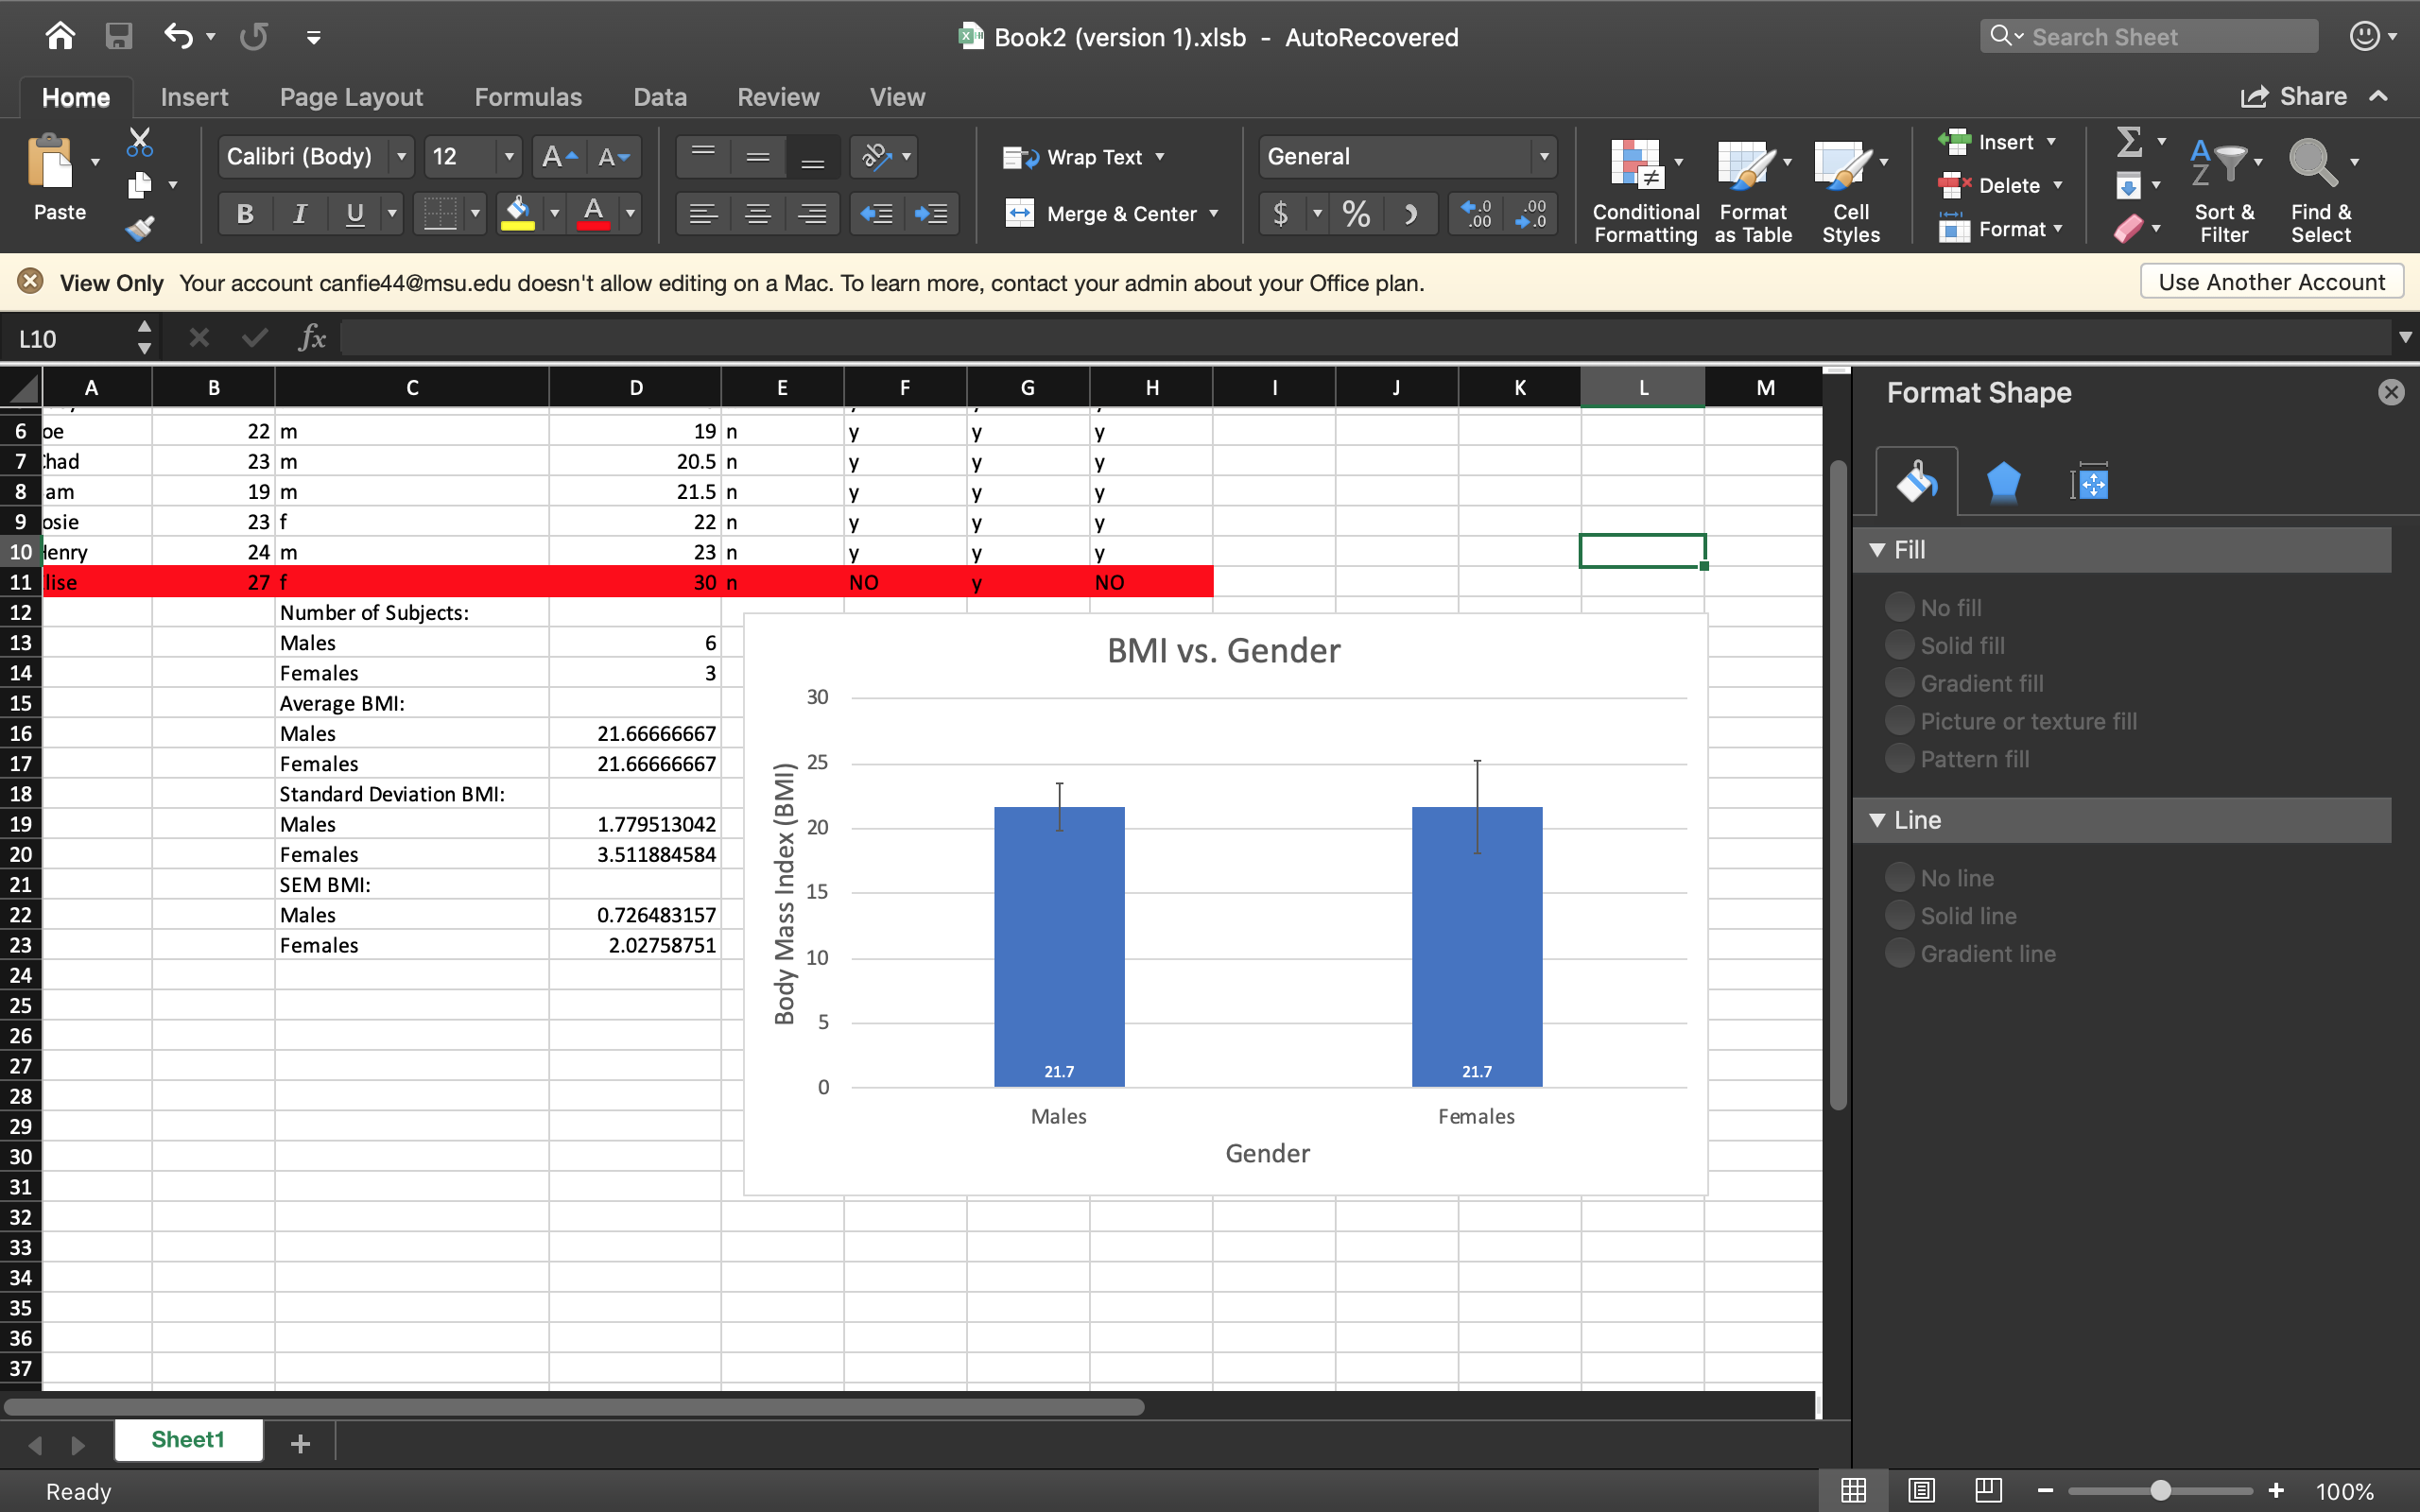 Book2 (version 1).xlsb - AutoRecovered
Search Sheet
Home Insert Page Layout Formulas Data Review View Share
Paste
Calibri (Body) 12 A A
B I U A
ab
Wrap Text
Merge & Center
General
$ % .0 .00 .00 .0
Conditional Formatting
Format as Table
Cell Styles
Insert
Delete
Format
Sort & Filter
Find & Select
View Only Your account canfie44@msu.edu doesn't allow editing on a Mac. To learn more, contact your admin about your Office plan. Use Another Account
L10 fx
A B C D E F G H I J K L M
6 oe 22 m 19 n y y y
7 had 23 m 20.5 n y y y
8 am 19 m 21.5 n y y y
9 osie 23 f 22 n y y y
10 Henry 24 m 23 n y y y
11 lise 27 f 30 n NO y NO
12 Number of Subjects:
13 Males 6
14 Females 3
15 Average BMI:
16 Males 21.66666667
17 Females 21.66666667
18 Standard Deviation BMI:
19 Males 1.779513042
20 Females 3.511884584
21 SEM BMI:
22 Males 0.726483157
23 Females 2.02758751
24
25
26
27
28
29
30
31
32
33
34
35
36
37
BMI vs. Gender
Body Mass Index (BMI)
30
25
20
15
10
5
0
21.7 21.7
Males Females
Gender
Format Shape
Fill
No fill
Solid fill
Gradient fill
Picture or texture fill
Pattern fill
Line
No line
Solid line
Gradient line
Sheet1 +
Ready
100%